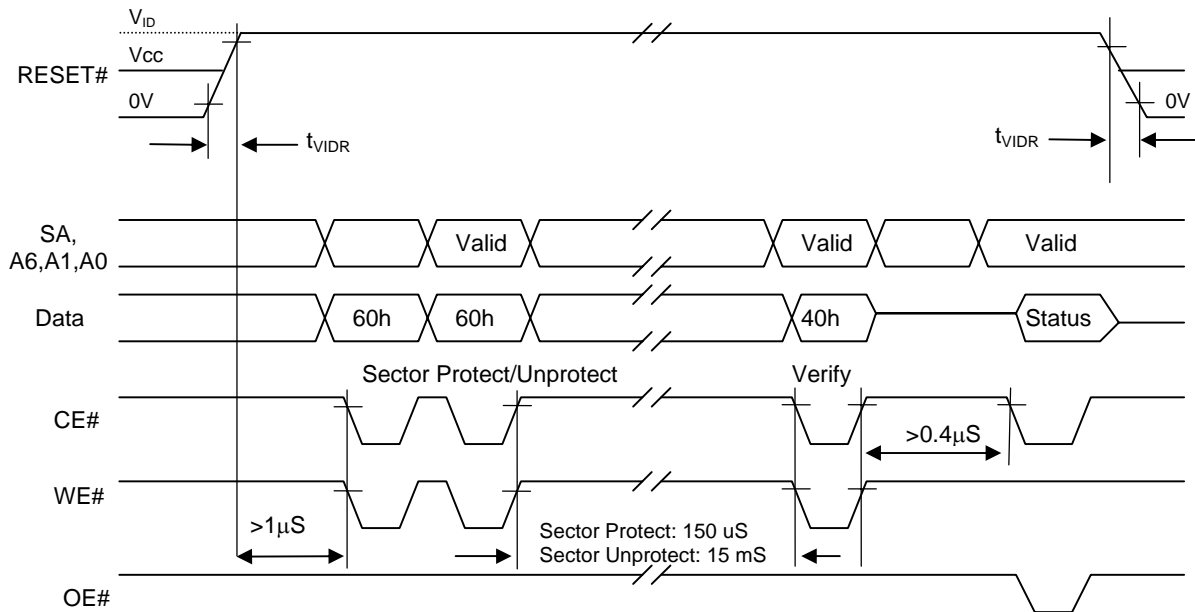 VID
Vcc
RESET#
0V
0V
tVIDR
tVIDR
SA,
A6,A1,A0
Valid
Valid
Valid
Data
60h
60h
40h
Status
Sector Protect/Unprotect
Verify
CE#
>0.4μS
WE#
>1μS
Sector Protect: 150 uS
Sector Unprotect: 15 mS
OE#